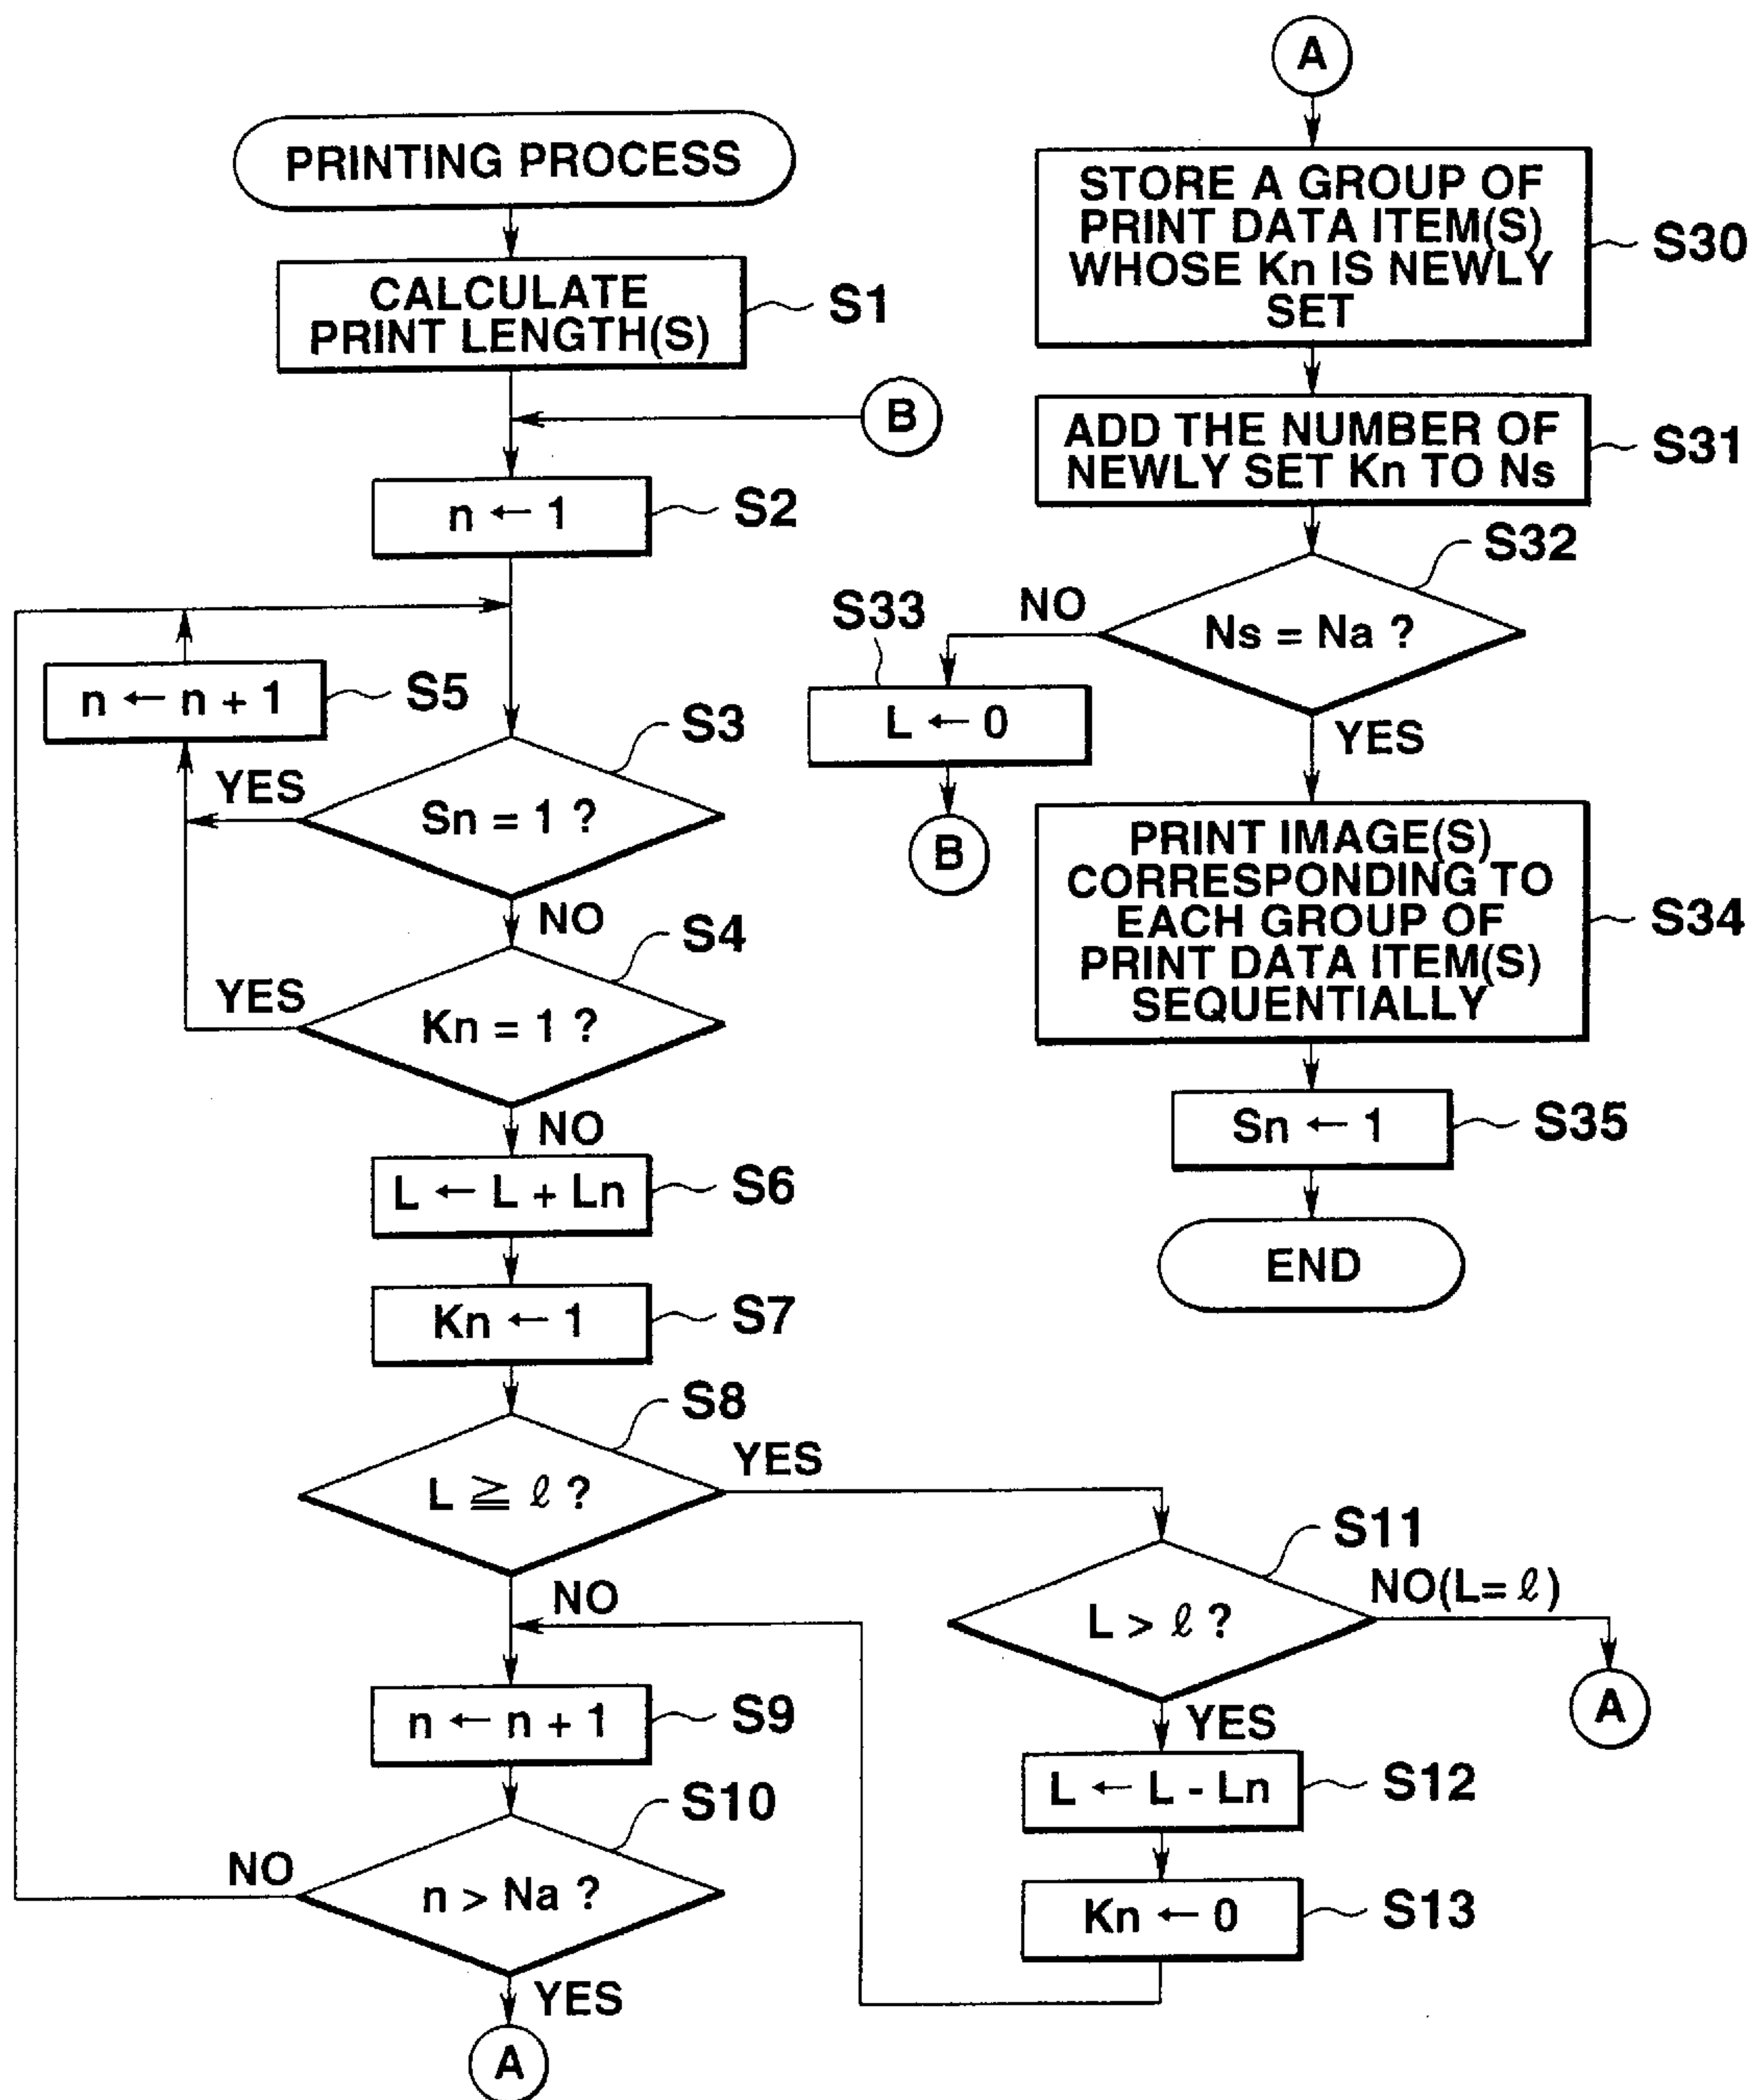 PRINTING PROCESS
CALCULATE
PRINT LENGTH(S)
S1
B
n ← 1
S2
n ← n + 1
S5
S3
YES
Sn = 1 ?
NO
S4
YES
Kn = 1 ?
NO
L ← L + Ln
S6
Kn ← 1
S7
S8
L ≧ ℓ ?
YES
NO
n ← n + 1
S9
S10
NO
n > Na ?
YES
A
S11
L > ℓ ?
NO(L= ℓ)
A
YES
L ← L - Ln
S12
Kn ← 0
S13
A
STORE A GROUP OF
PRINT DATA ITEM(S)
WHOSE Kn IS NEWLY
SET
S30
ADD THE NUMBER OF
NEWLY SET Kn TO Ns
S31
S32
Ns = Na ?
NO
S33
L ← 0
B
YES
PRINT IMAGE(S)
CORRESPONDING TO
EACH GROUP OF
PRINT DATA ITEM(S)
SEQUENTIALLY
S34
Sn ← 1
S35
END